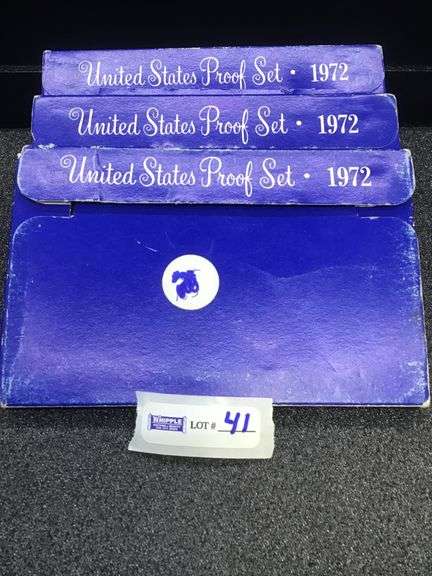 United States Proof Set • 1972
United States Proof Set • 1972
United States Proof Set • 1972
WHIPPLE
LOT # 41